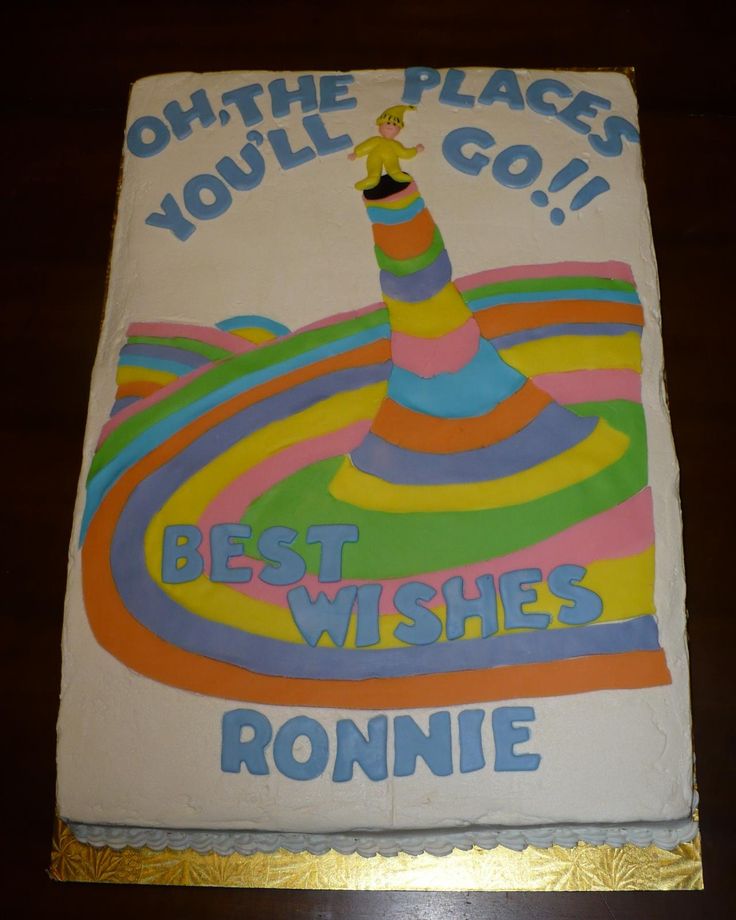 OH, THE PLACES
YOU'LL GO!!
BEST
WISHES
RONNIE